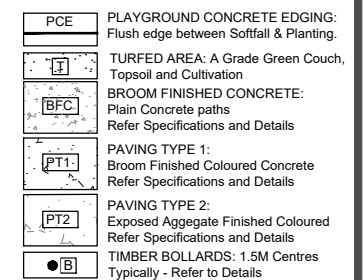 PCE
PLAYGROUND CONCRETE EDGING:
Flush edge between Softfall & Planting.
T
TURFED AREA: A Grade Green Couch,
Topsoil and Cultivation
BFC
BROOM FINISHED CONCRETE:
Plain Concrete paths
Refer Specifications and Details
PT1
PAVING TYPE 1:
Broom Finished Coloured Concrete
Refer Specifications and Details
PT2
PAVING TYPE 2:
Exposed Aggegate Finished Coloured
Refer Specifications and Details
B
TIMBER BOLLARDS: 1.5M Centres
Typically - Refer to Details